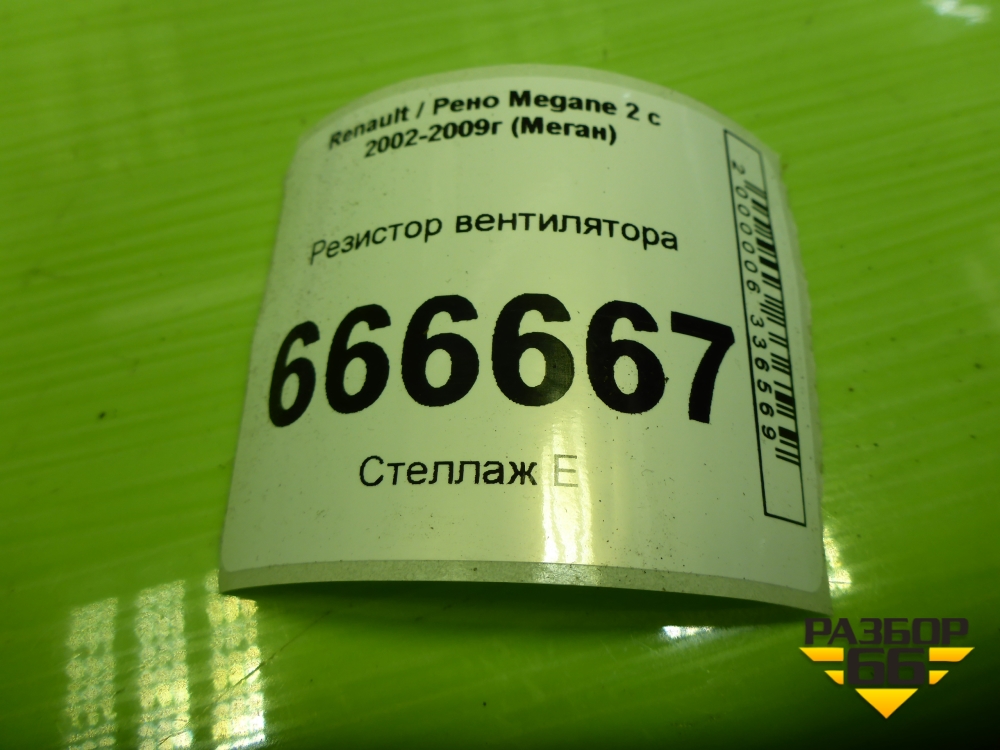 Renault / Рено Megane 2 с
2002-2009г (Меган)
Резистор вентилятора
666667
Стеллаж E
2000006336569
РАЗБОР
66